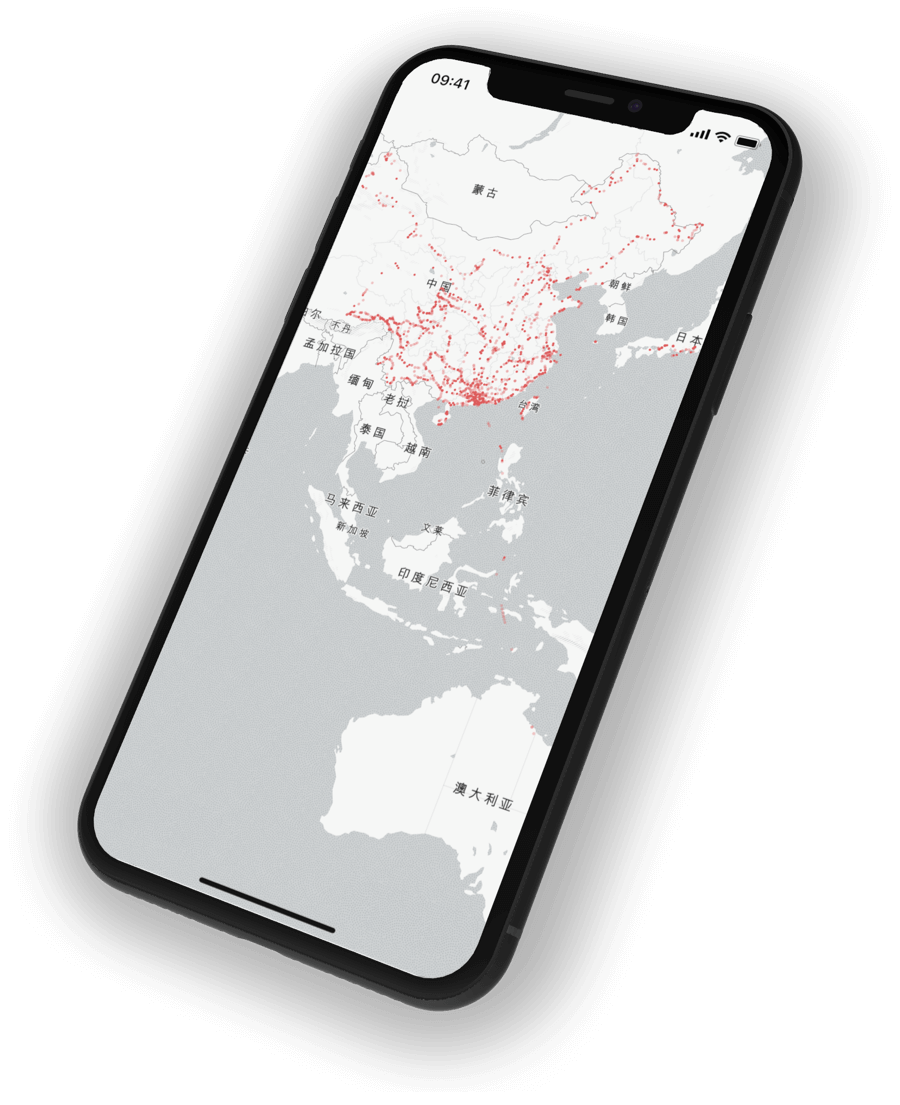 09:41
蒙古
中国
朝鲜
韩国
日本
尔
不丹
孟加拉国
缅甸
老挝
台湾
泰国
越南
菲律宾
马来西亚
新加坡
文莱
印度尼西亚
澳大利亚